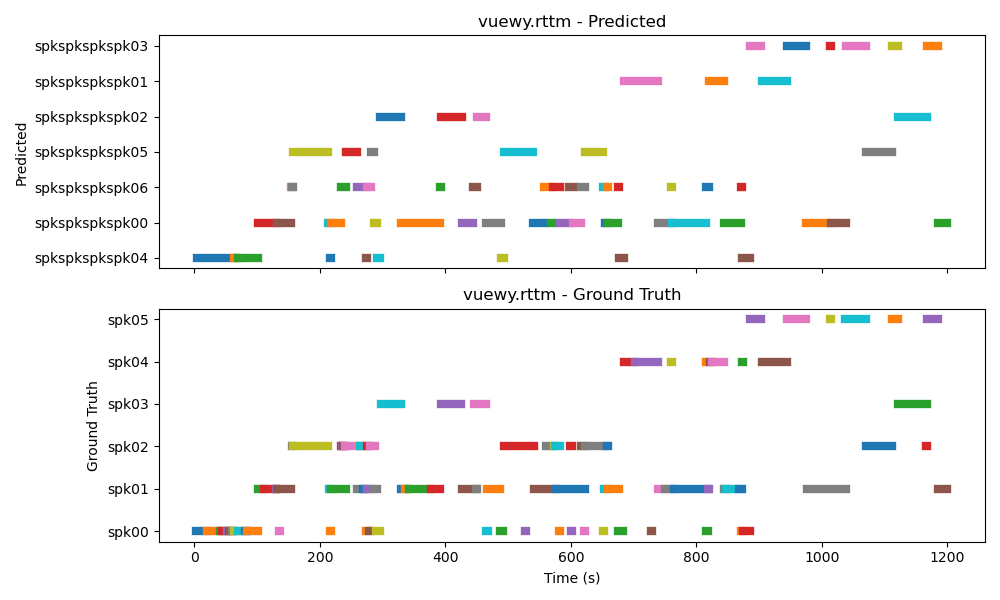 vuewy.rttm - Predicted
Predicted
spkspkspkspk03
spkspkspkspk01
spkspkspkspk02
spkspkspkspk05
spkspkspkspk06
spkspkspkspk00
spkspkspkspk04
vuewy.rttm - Ground Truth
Ground Truth
spk05
spk04
spk03
spk02
spk01
spk00
0 200 400 600 800 1000 1200
Time (s)